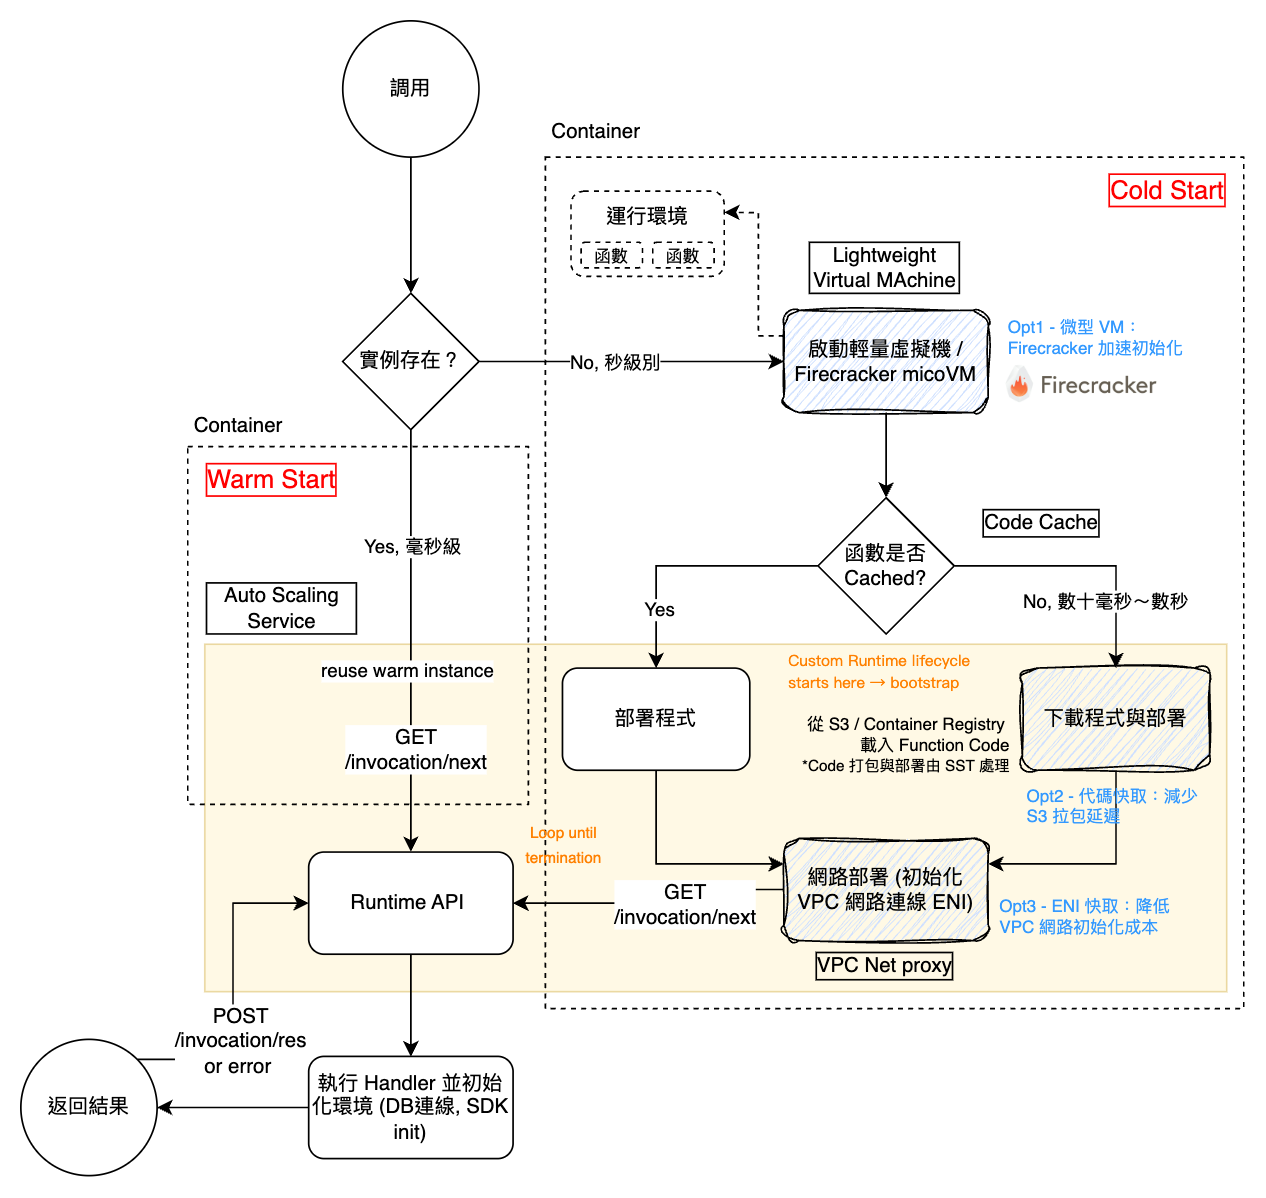 調用
Container
Cold Start
運行環境
函數
函數
Lightweight
Virtual MAchine
實例存在？
No, 秒級別
啟動輕量虛擬機 /
Firecracker micoVM
Opt1 - 微型 VM：
Firecracker 加速初始化
Firecracker
Container
Warm Start
Yes, 毫秒級
Auto Scaling
Service
reuse warm instance
GET
/invocation/next
函數是否
Cached?
Code Cache
Yes
No, 數十毫秒～數秒
Custom Runtime lifecycle
starts here → bootstrap
部署程式
下載程式與部署
從 S3 / Container Registry
載入 Function Code
*Code 打包與部署由 SST 處理
Opt2 - 代碼快取：減少
S3 拉包延遲
Loop until
termination
網路部署 (初始化
VPC 網路連線 ENI)
Opt3 - ENI 快取：降低
VPC 網路初始化成本
VPC Net proxy
GET
/invocation/next
Runtime API
POST
/invocation/res
or error
執行 Handler 並初始
化環境 (DB連線, SDK
init)
返回結果